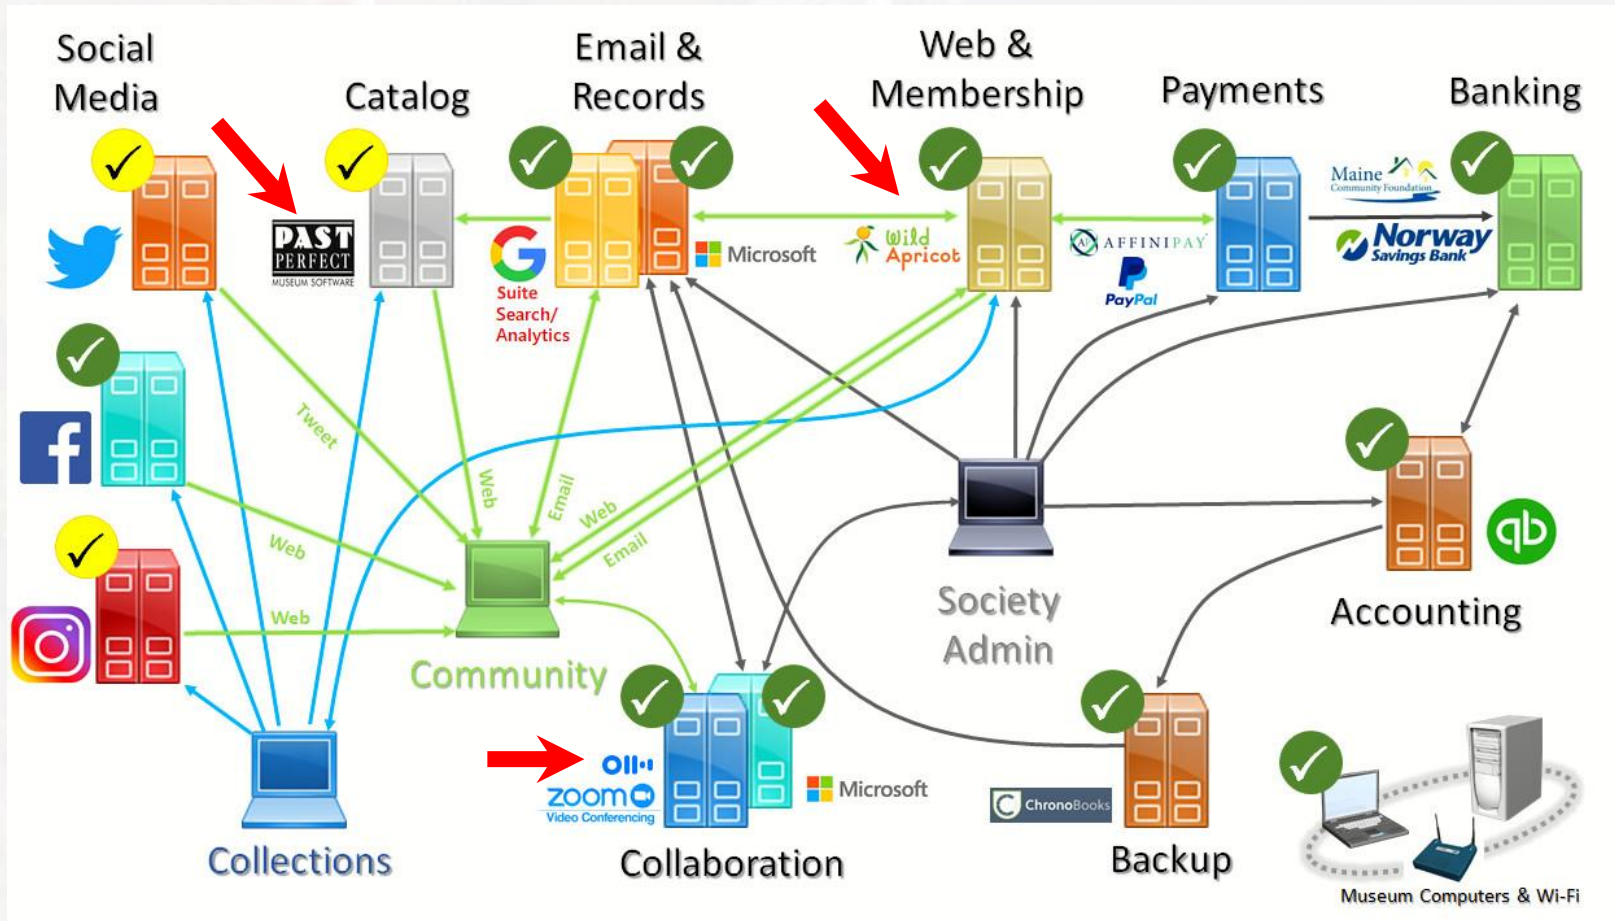 Social
Media
Catalog
Email &
Records
Web &
Membership
Payments
Banking
PAST
PERFECT
MUSEUM SOFTWARE
G
Suite
Search/
Analytics
Microsoft
Wild
Apricot
AP AFFINIPAY
PayPal
Maine
Community Foundation
Norway
Savings Bank
Tweet
Web
Email
Web
Email
Web
Web
qb
Accounting
Society
Admin
Community
Collections
zoom
Video Conferencing
Microsoft
Collaboration
ChronoBooks
Backup
Museum Computers & Wi-Fi